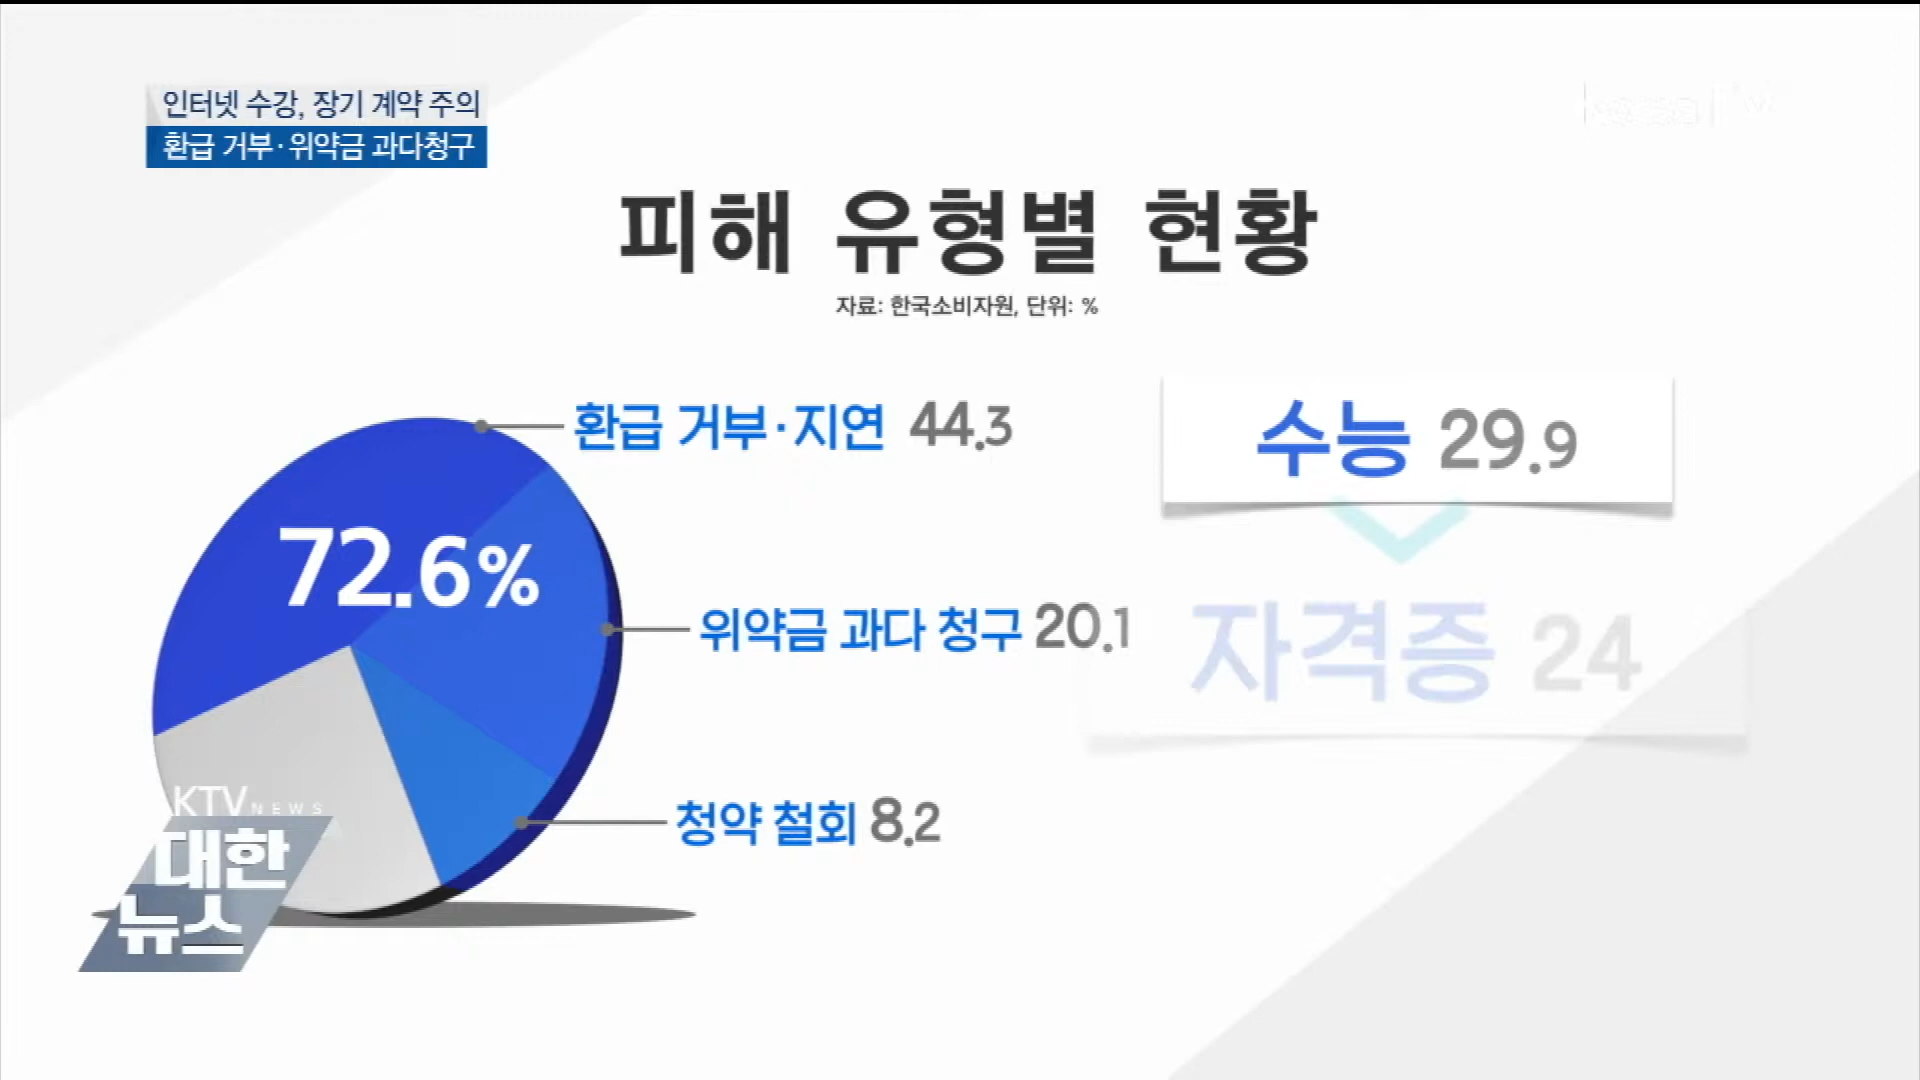 인터넷 수강, 장기 계약 주의
환급 거부·위약금 과다청구
피해 유형별 현황
자료: 한국소비자원, 단위: %
환급 거부·지연 44.3
수능 29.9
72.6%
위약금 과다 청구 20.1
자격증 24
청약 철회 8.2
KTV NEWS
대한
뉴스